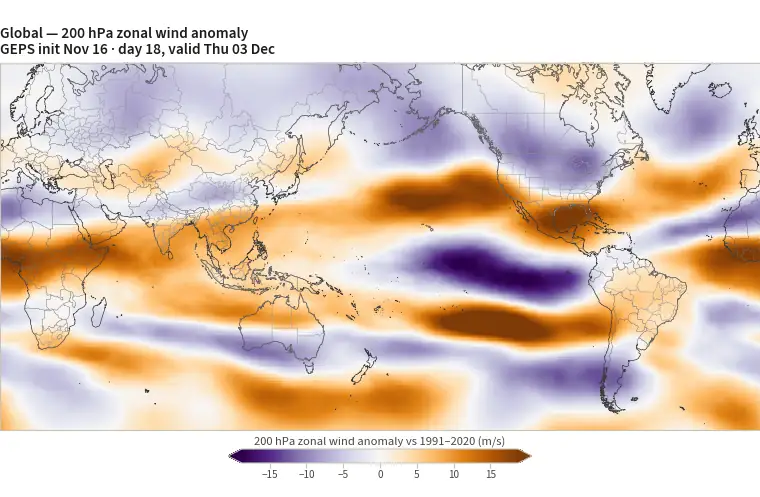 Global — 200 hPa zonal wind anomaly
GEPS init Nov 16 · day 18, valid Thu 03 Dec
200 hPa zonal wind anomaly vs 1991–2020 (m/s)
−15 −10 −5 0 5 10 15